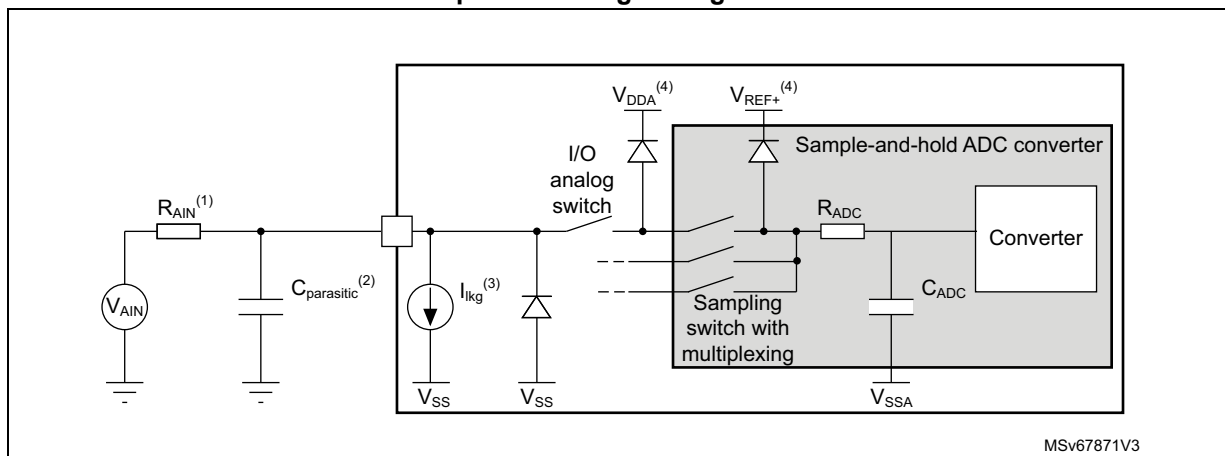 V_DDA(4)
V_REF+(4)
Sample-and-hold ADC converter
I/O
analog
switch
R_AIN(1)
R_ADC
Converter
C_parasitic(2)
I_lkg(3)
C_ADC
V_AIN
Sampling
switch with
multiplexing
V_SS
V_SS
V_SSA
MSv67871V3